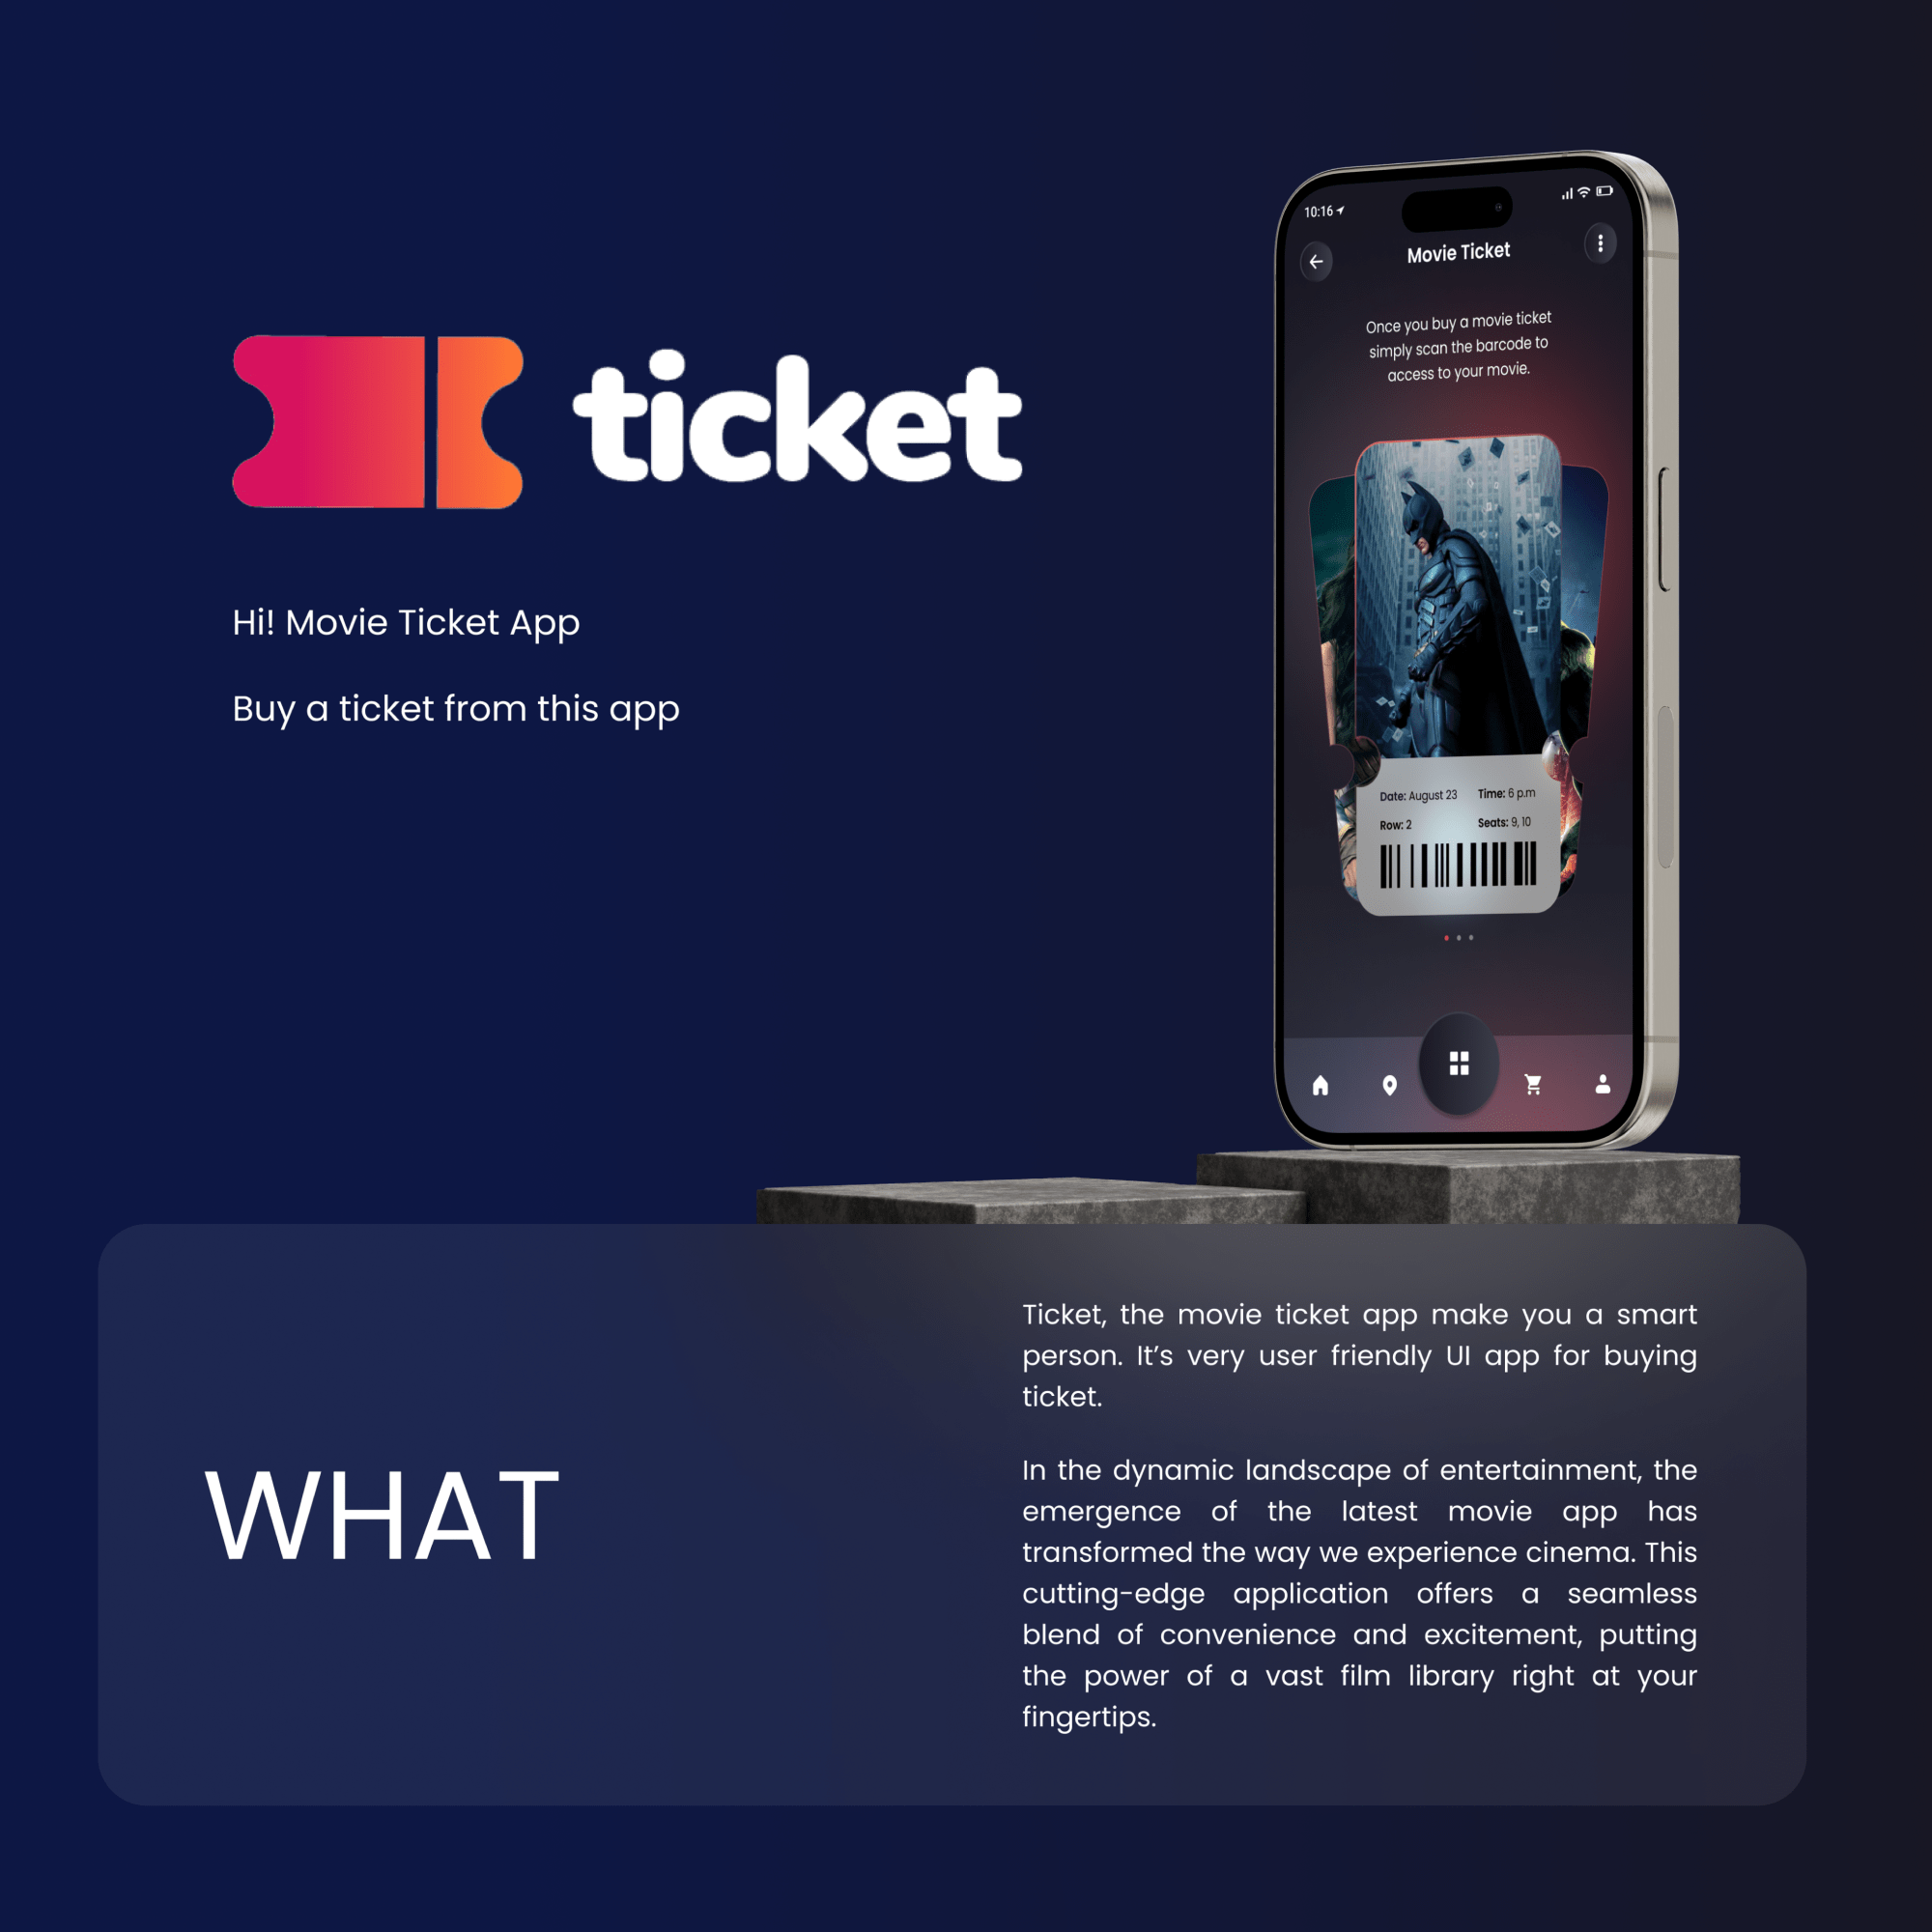 ticket
Hi! Movie Ticket App
Buy a ticket from this app
10:16
Movie Ticket
Once you buy a movie ticket
simply scan the barcode to
access to your movie.
Date: August 23 Time: 6 p.m
Row: 2 Seats: 9, 10
WHAT
Ticket, the movie ticket app make you a smart
person. It’s very user friendly UI app for buying
ticket.
In the dynamic landscape of entertainment, the
emergence of the latest movie app has
transformed the way we experience cinema. This
cutting-edge application offers a seamless
blend of convenience and excitement, putting
the power of a vast film library right at your
fingertips.